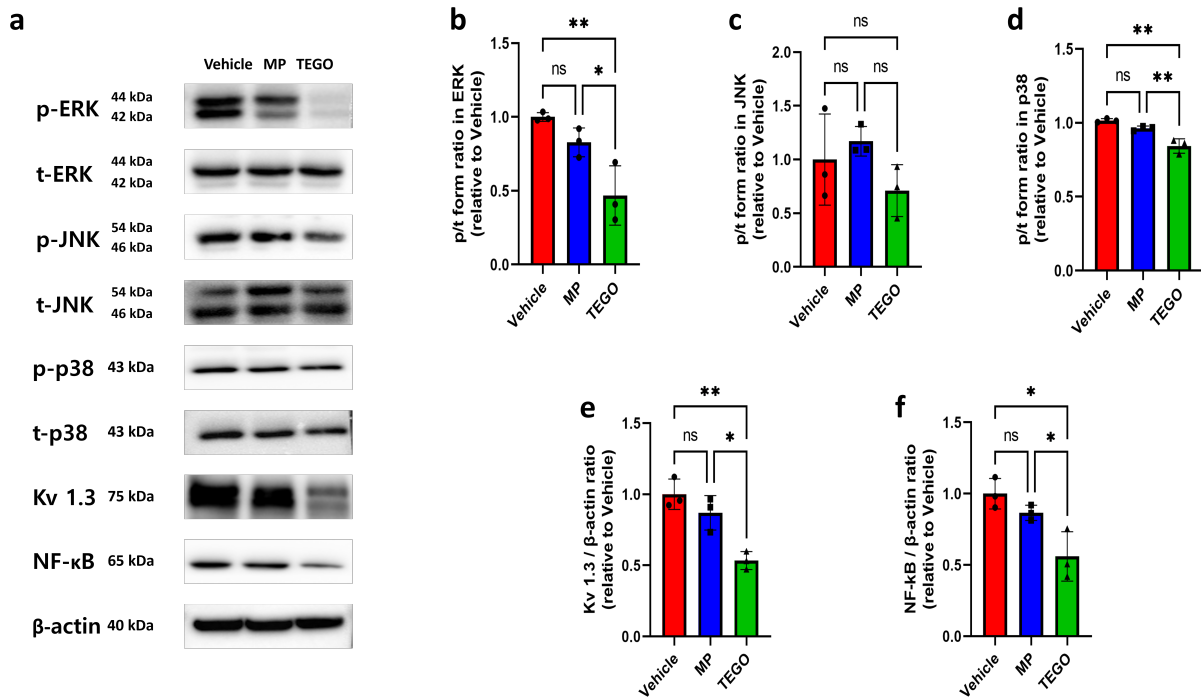 a
Vehicle MP TEGO
p-ERK 44 kDa
42 kDa
t-ERK 44 kDa
42 kDa
p-JNK 54 kDa
46 kDa
t-JNK 54 kDa
46 kDa
p-p38 43 kDa
t-p38 43 kDa
Kv 1.3 75 kDa
NF-κB 65 kDa
β-actin 40 kDa
b
p/t form ratio in ERK
(relative to Vehicle)
1.5
1.0
0.5
0.0
**
ns *
Vehicle MP TEGO
c
p/t form ratio in JNK
(relative to Vehicle)
2.0
1.5
1.0
0.5
0.0
ns
ns ns
Vehicle MP TEGO
d
p/t form ratio in p38
(relative to Vehicle)
1.5
1.0
0.5
0.0
**
ns **
Vehicle MP TEGO
e
Kv 1.3 / β-actin ratio
(relative to Vehicle)
1.5
1.0
0.5
0.0
**
ns *
Vehicle MP TEGO
f
NF-kB / β-actin ratio
(relative to Vehicle)
1.5
1.0
0.5
0.0
*
ns *
Vehicle MP TEGO